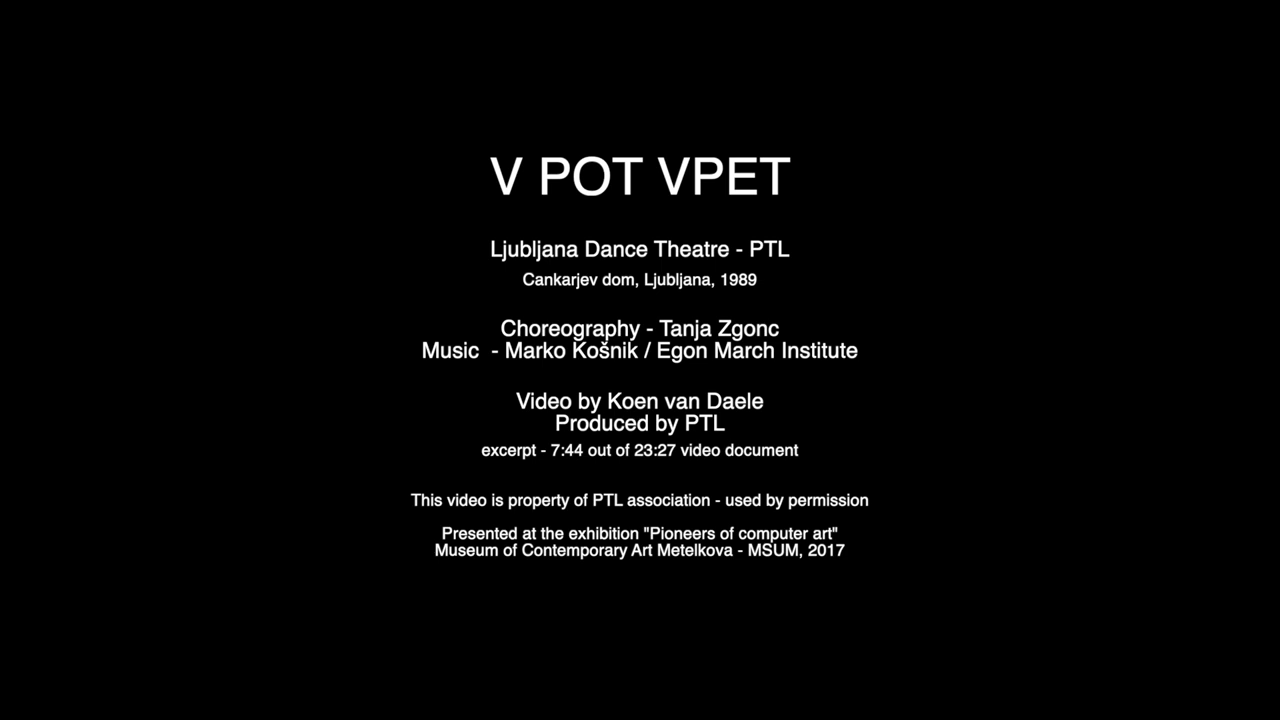 V POT VPET
Ljubljana Dance Theatre - PTL
Cankarjev dom, Ljubljana, 1989
Choreography - Tanja Zgonc
Music  - Marko Košnik / Egon March Institute
Video by Koen van Daele
Produced by PTL
excerpt - 7:44 out of 23:27 video document
This video is property of PTL association - used by permission
Presented at the exhibition "Pioneers of computer art"
Museum of Contemporary Art Metelkova - MSUM, 2017